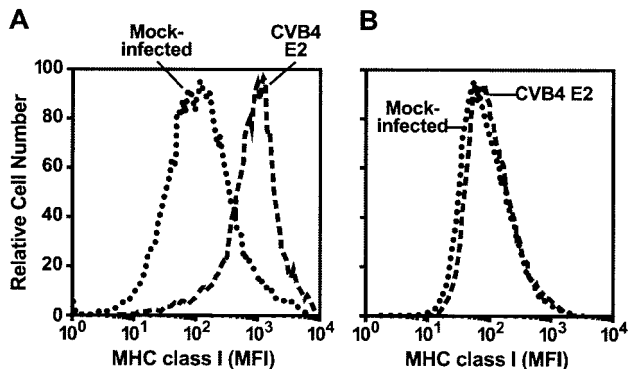 A
Mock-
infected
CVB4
E2
Relative Cell Number
100
80
60
40
20
0
10^0 10^1 10^2 10^3 10^4
MHC class I (MFI)
B
CVB4 E2
Mock-
infected
10^0 10^1 10^2 10^3 10^4
MHC class I (MFI)